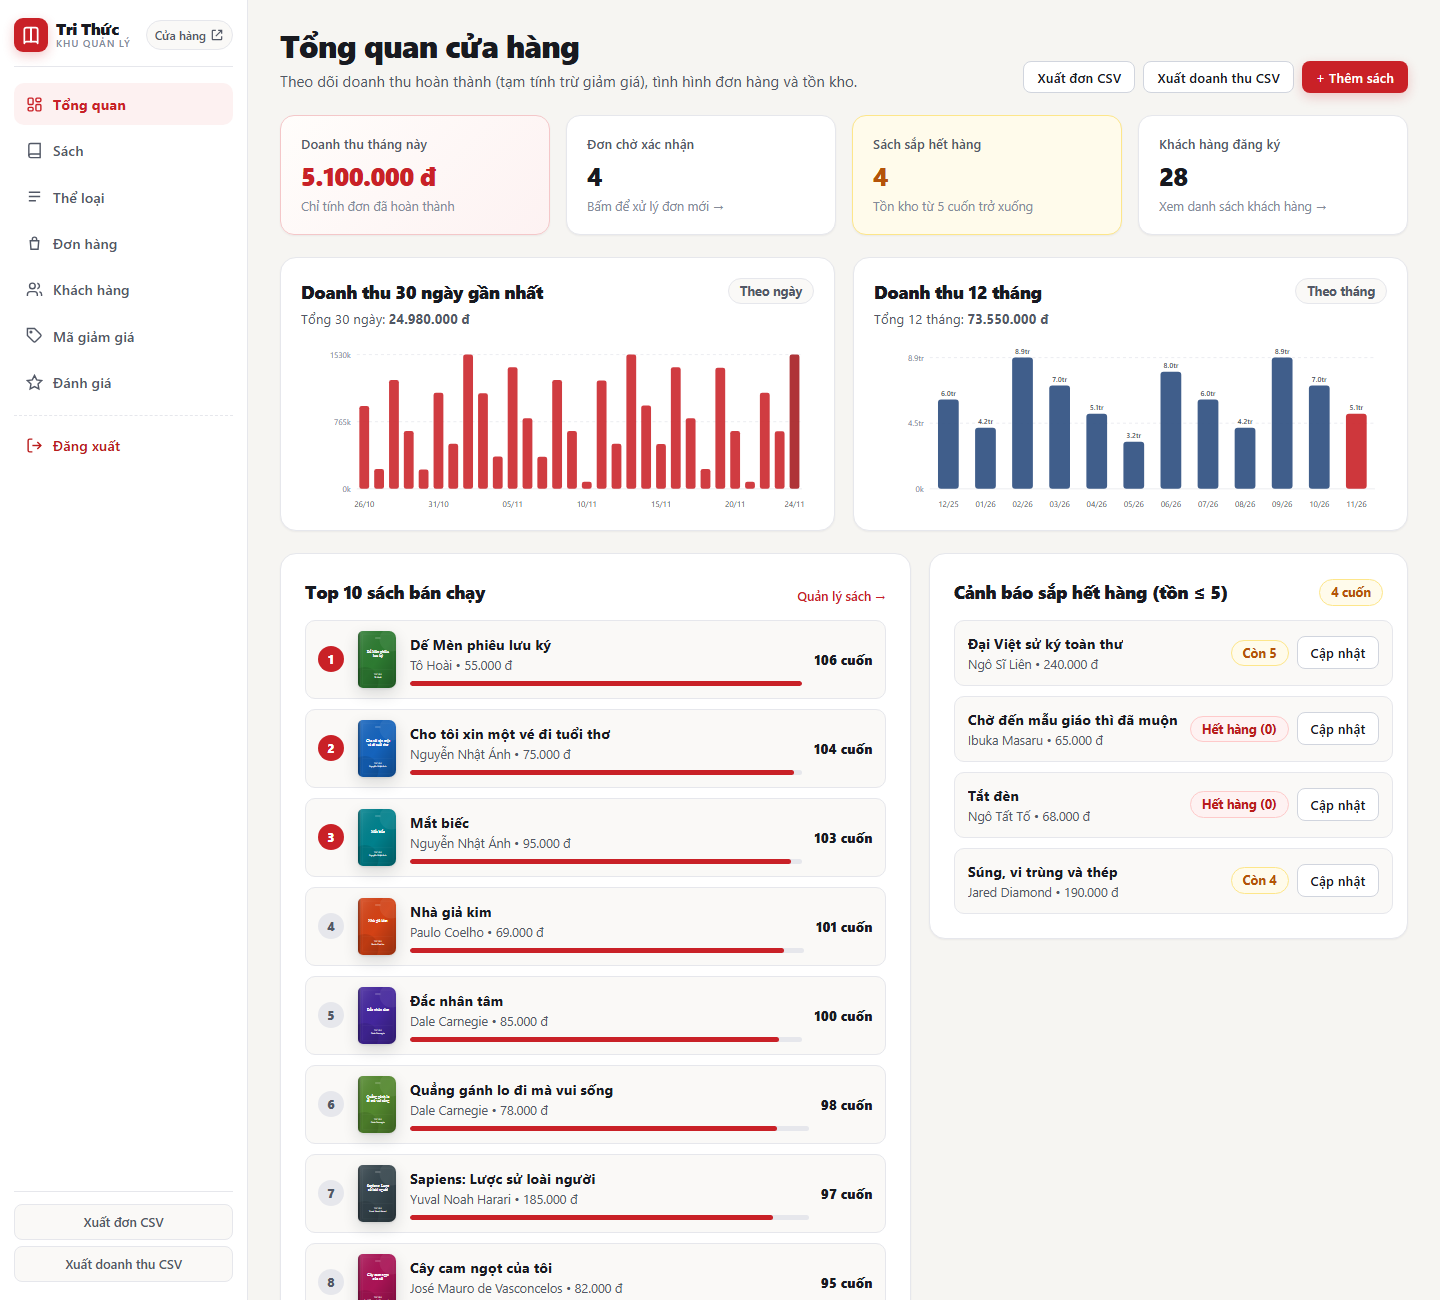 Tri Thức
KHU QUẢN LÝ
Cửa hàng
Tổng quan
Sách
Thể loại
Đơn hàng
Khách hàng
Mã giảm giá
Đánh giá
Đăng xuất
Xuất đơn CSV
Xuất doanh thu CSV
Tổng quan cửa hàng
Theo dõi doanh thu hoàn thành (tạm tính trừ giảm giá), tình hình đơn hàng và tồn kho.
Xuất đơn CSV
Xuất doanh thu CSV
+ Thêm sách
Doanh thu tháng này
5.100.000 đ
Chỉ tính đơn đã hoàn thành
Đơn chờ xác nhận
4
Bấm để xử lý đơn mới →
Sách sắp hết hàng
4
Tồn kho từ 5 cuốn trở xuống
Khách hàng đăng ký
28
Xem danh sách khách hàng →
Doanh thu 30 ngày gần nhất
Theo ngày
Tổng 30 ngày: 24.980.000 đ
1530k
765k
0k
26/10 31/10 05/11 10/11 15/11 20/11 24/11
Doanh thu 12 tháng
Theo tháng
Tổng 12 tháng: 73.550.000 đ
8.9tr
4.5tr
0k
6.0tr 4.2tr 8.9tr 7.0tr 5.1tr 3.2tr 8.0tr 6.0tr 4.2tr 8.9tr 7.0tr 5.1tr
12/25 01/26 02/26 03/26 04/26 05/26 06/26 07/26 08/26 09/26 10/26 11/26
Top 10 sách bán chạy
Quản lý sách →
1
Dế Mèn phiêu lưu ký
Tô Hoài • 55.000 đ
106 cuốn
2
Cho tôi xin một vé đi tuổi thơ
Nguyễn Nhật Ánh • 75.000 đ
104 cuốn
3
Mắt biếc
Nguyễn Nhật Ánh • 95.000 đ
103 cuốn
4
Nhà giả kim
Paulo Coelho • 69.000 đ
101 cuốn
5
Đắc nhân tâm
Dale Carnegie • 85.000 đ
100 cuốn
6
Quẳng gánh lo đi mà vui sống
Dale Carnegie • 78.000 đ
98 cuốn
7
Sapiens: Lược sử loài người
Yuval Noah Harari • 185.000 đ
97 cuốn
8
Cây cam ngọt của tôi
José Mauro de Vasconcelos • 82.000 đ
95 cuốn
Cảnh báo sắp hết hàng (tồn ≤ 5)
4 cuốn
Đại Việt sử ký toàn thư
Ngô Sĩ Liên • 240.000 đ
Còn 5
Cập nhật
Chờ đến mẫu giáo thì đã muộn
Ibuka Masaru • 65.000 đ
Hết hàng (0)
Cập nhật
Tắt đèn
Ngô Tất Tố • 68.000 đ
Hết hàng (0)
Cập nhật
Súng, vi trùng và thép
Jared Diamond • 190.000 đ
Còn 4
Cập nhật